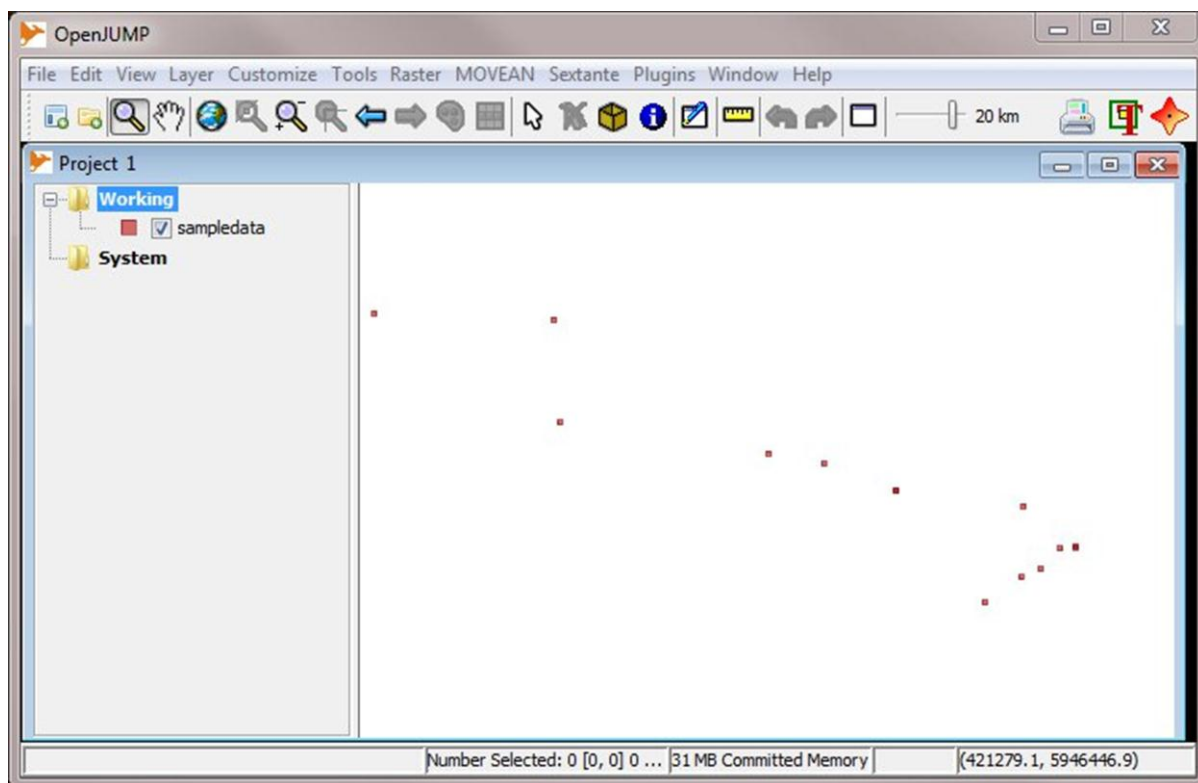 OpenJUMP
File Edit View Layer Customize Tools Raster MOVEAN Sextante Plugins Window Help
20 km
Project 1
Working
sampledata
System
Number Selected: 0 [0, 0] 0 ... 31 MB Committed Memory (421279.1, 5946446.9)